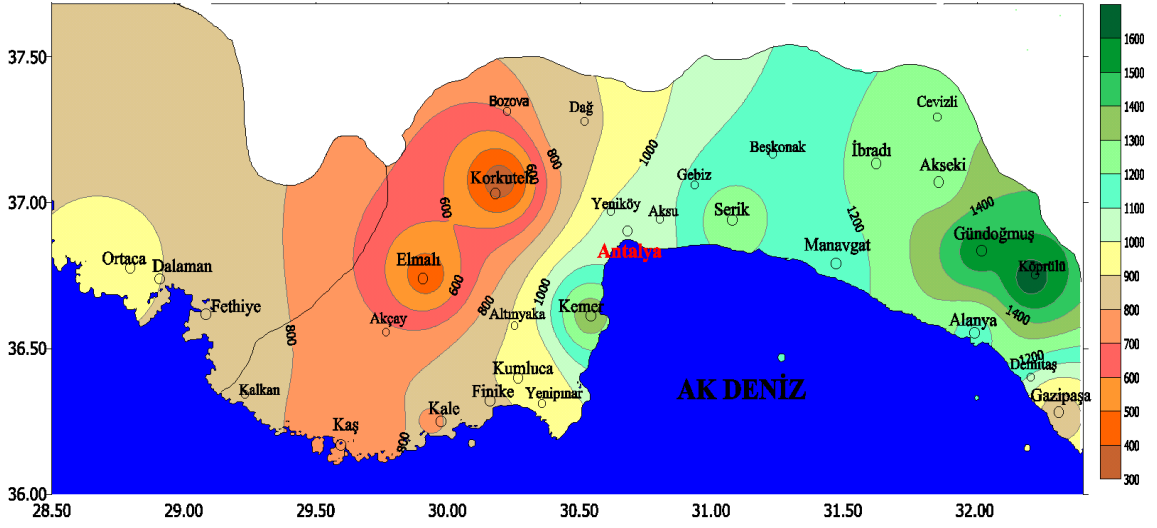 37.50
37.00
36.50
36.00
28.50
29.00
29.50
30.00
30.50
31.00
31.50
32.00
Bozova
Dağ
Cevizli
Beşkonak
İbradı
Akseki
Korkuteli
Gebiz
Yeniköy
Aksu
Serik
Gündoğmuş
Manavgat
Antalya
Ortaca
Dalaman
Elmalı
Köprülü
Fethiye
Akçay
Altınyaka
Kemer
Alanya
Kumluca
Demitaş
Kalkan
Finike
Yenipınar
Gazipaşa
Kaş
Kale
AK DENİZ
800
1000
600
600
1400
1200
600
800
1000
1400
800
1200
800
1600
1500
1400
1300
1200
1100
1000
900
800
700
600
500
400
300